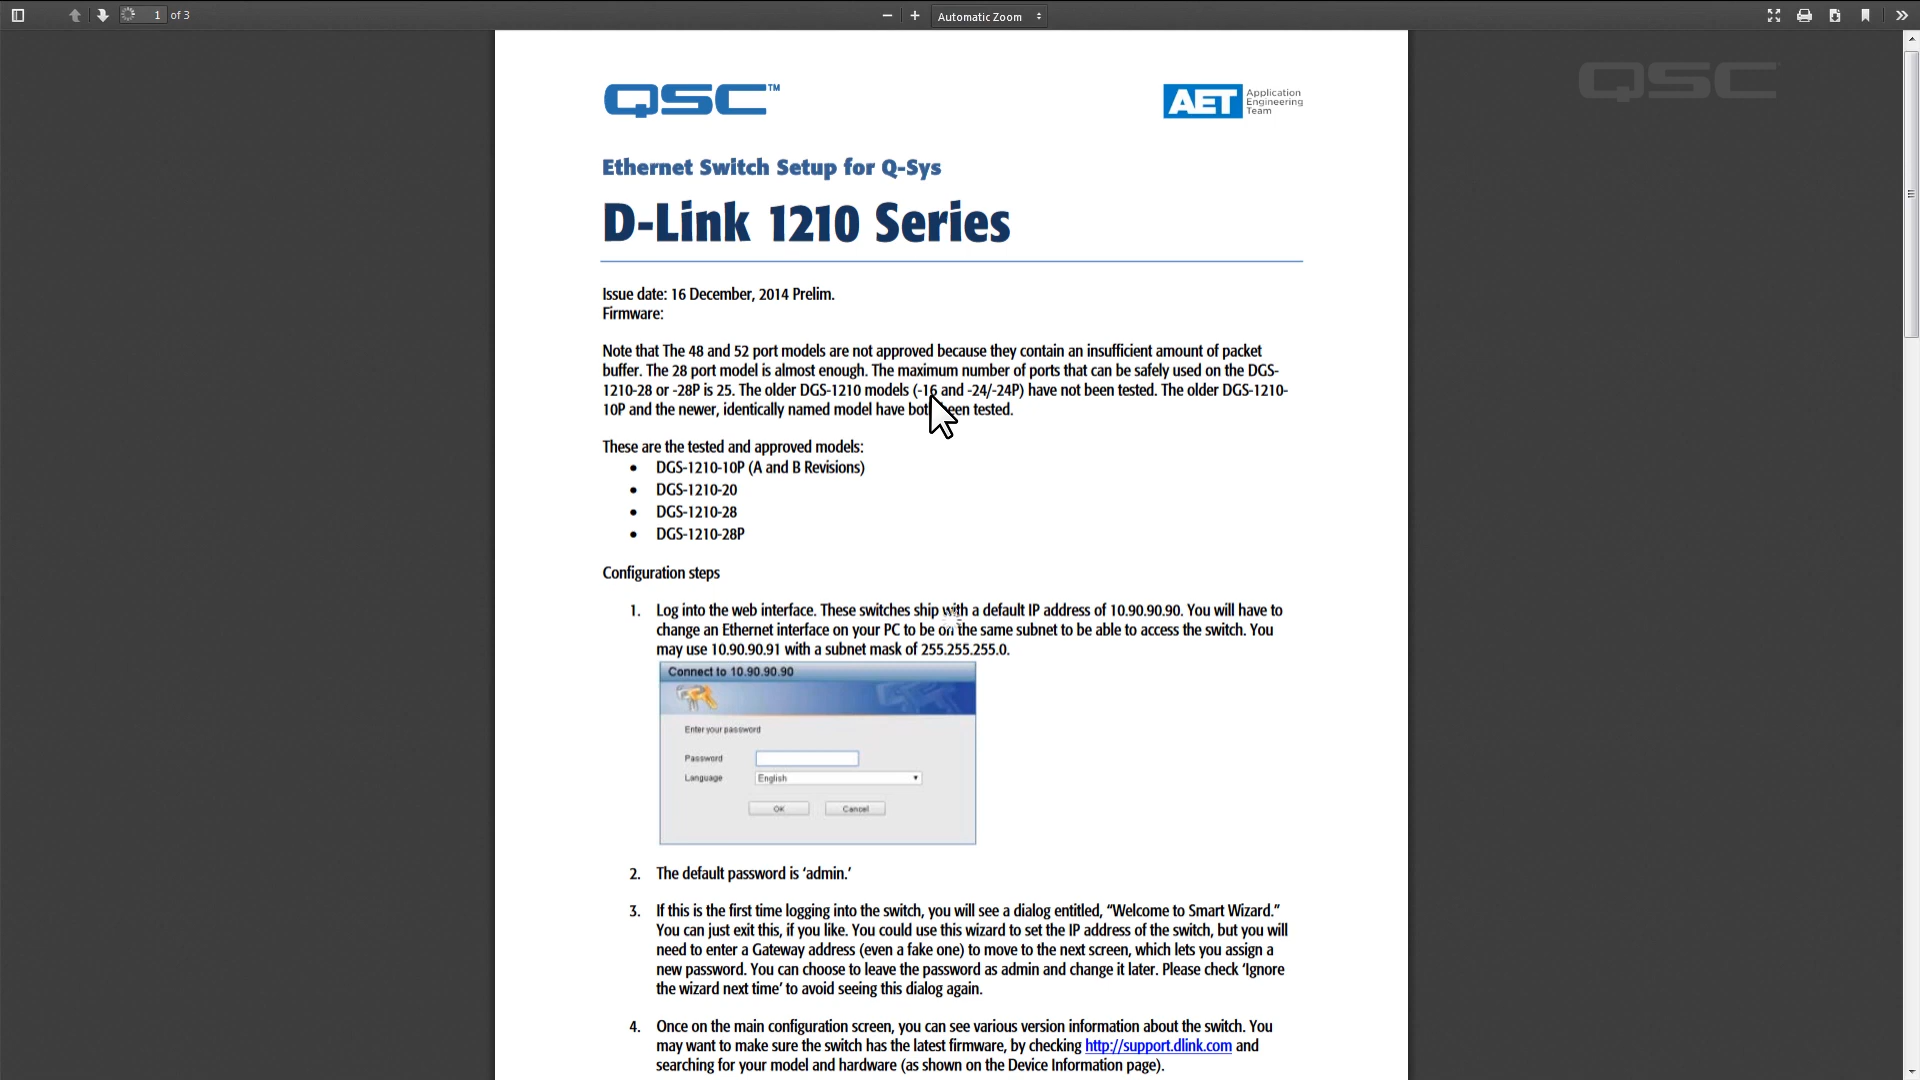 1 of 3
Automatic Zoom
QSC
QSC™
AET Application
Engineering
Team
Ethernet Switch Setup for Q-Sys
D-Link 1210 Series
Issue date: 16 December, 2014 Prelim.
Firmware:
Note that The 48 and 52 port models are not approved because they contain an insufficient amount of packet
buffer. The 28 port model is almost enough. The maximum number of ports that can be safely used on the DGS-
1210-28 or -28P is 25. The older DGS-1210 models (-16 and -24/-24P) have not been tested. The older DGS-1210-
10P and the newer, identically named model have both been tested.
These are the tested and approved models:
• DGS-1210-10P (A and B Revisions)
• DGS-1210-20
• DGS-1210-28
• DGS-1210-28P
Configuration steps
1. Log into the web interface. These switches ship with a default IP address of 10.90.90.90. You will have to
change an Ethernet interface on your PC to be on the same subnet to be able to access the switch. You
may use 10.90.90.91 with a subnet mask of 255.255.255.0.
Connect to 10.90.90.90
Enter your password
Password
Language English
OK Cancel
2. The default password is ‘admin.’
3. If this is the first time logging into the switch, you will see a dialog entitled, “Welcome to Smart Wizard.”
You can just exit this, if you like. You could use this wizard to set the IP address of the switch, but you will
need to enter a Gateway address (even a fake one) to move to the next screen, which lets you assign a
new password. You can choose to leave the password as admin and change it later. Please check ‘Ignore
the wizard next time’ to avoid seeing this dialog again.
4. Once on the main configuration screen, you can see various version information about the switch. You
may want to make sure the switch has the latest firmware, by checking http://support.dlink.com and
searching for your model and hardware (as shown on the Device Information page).